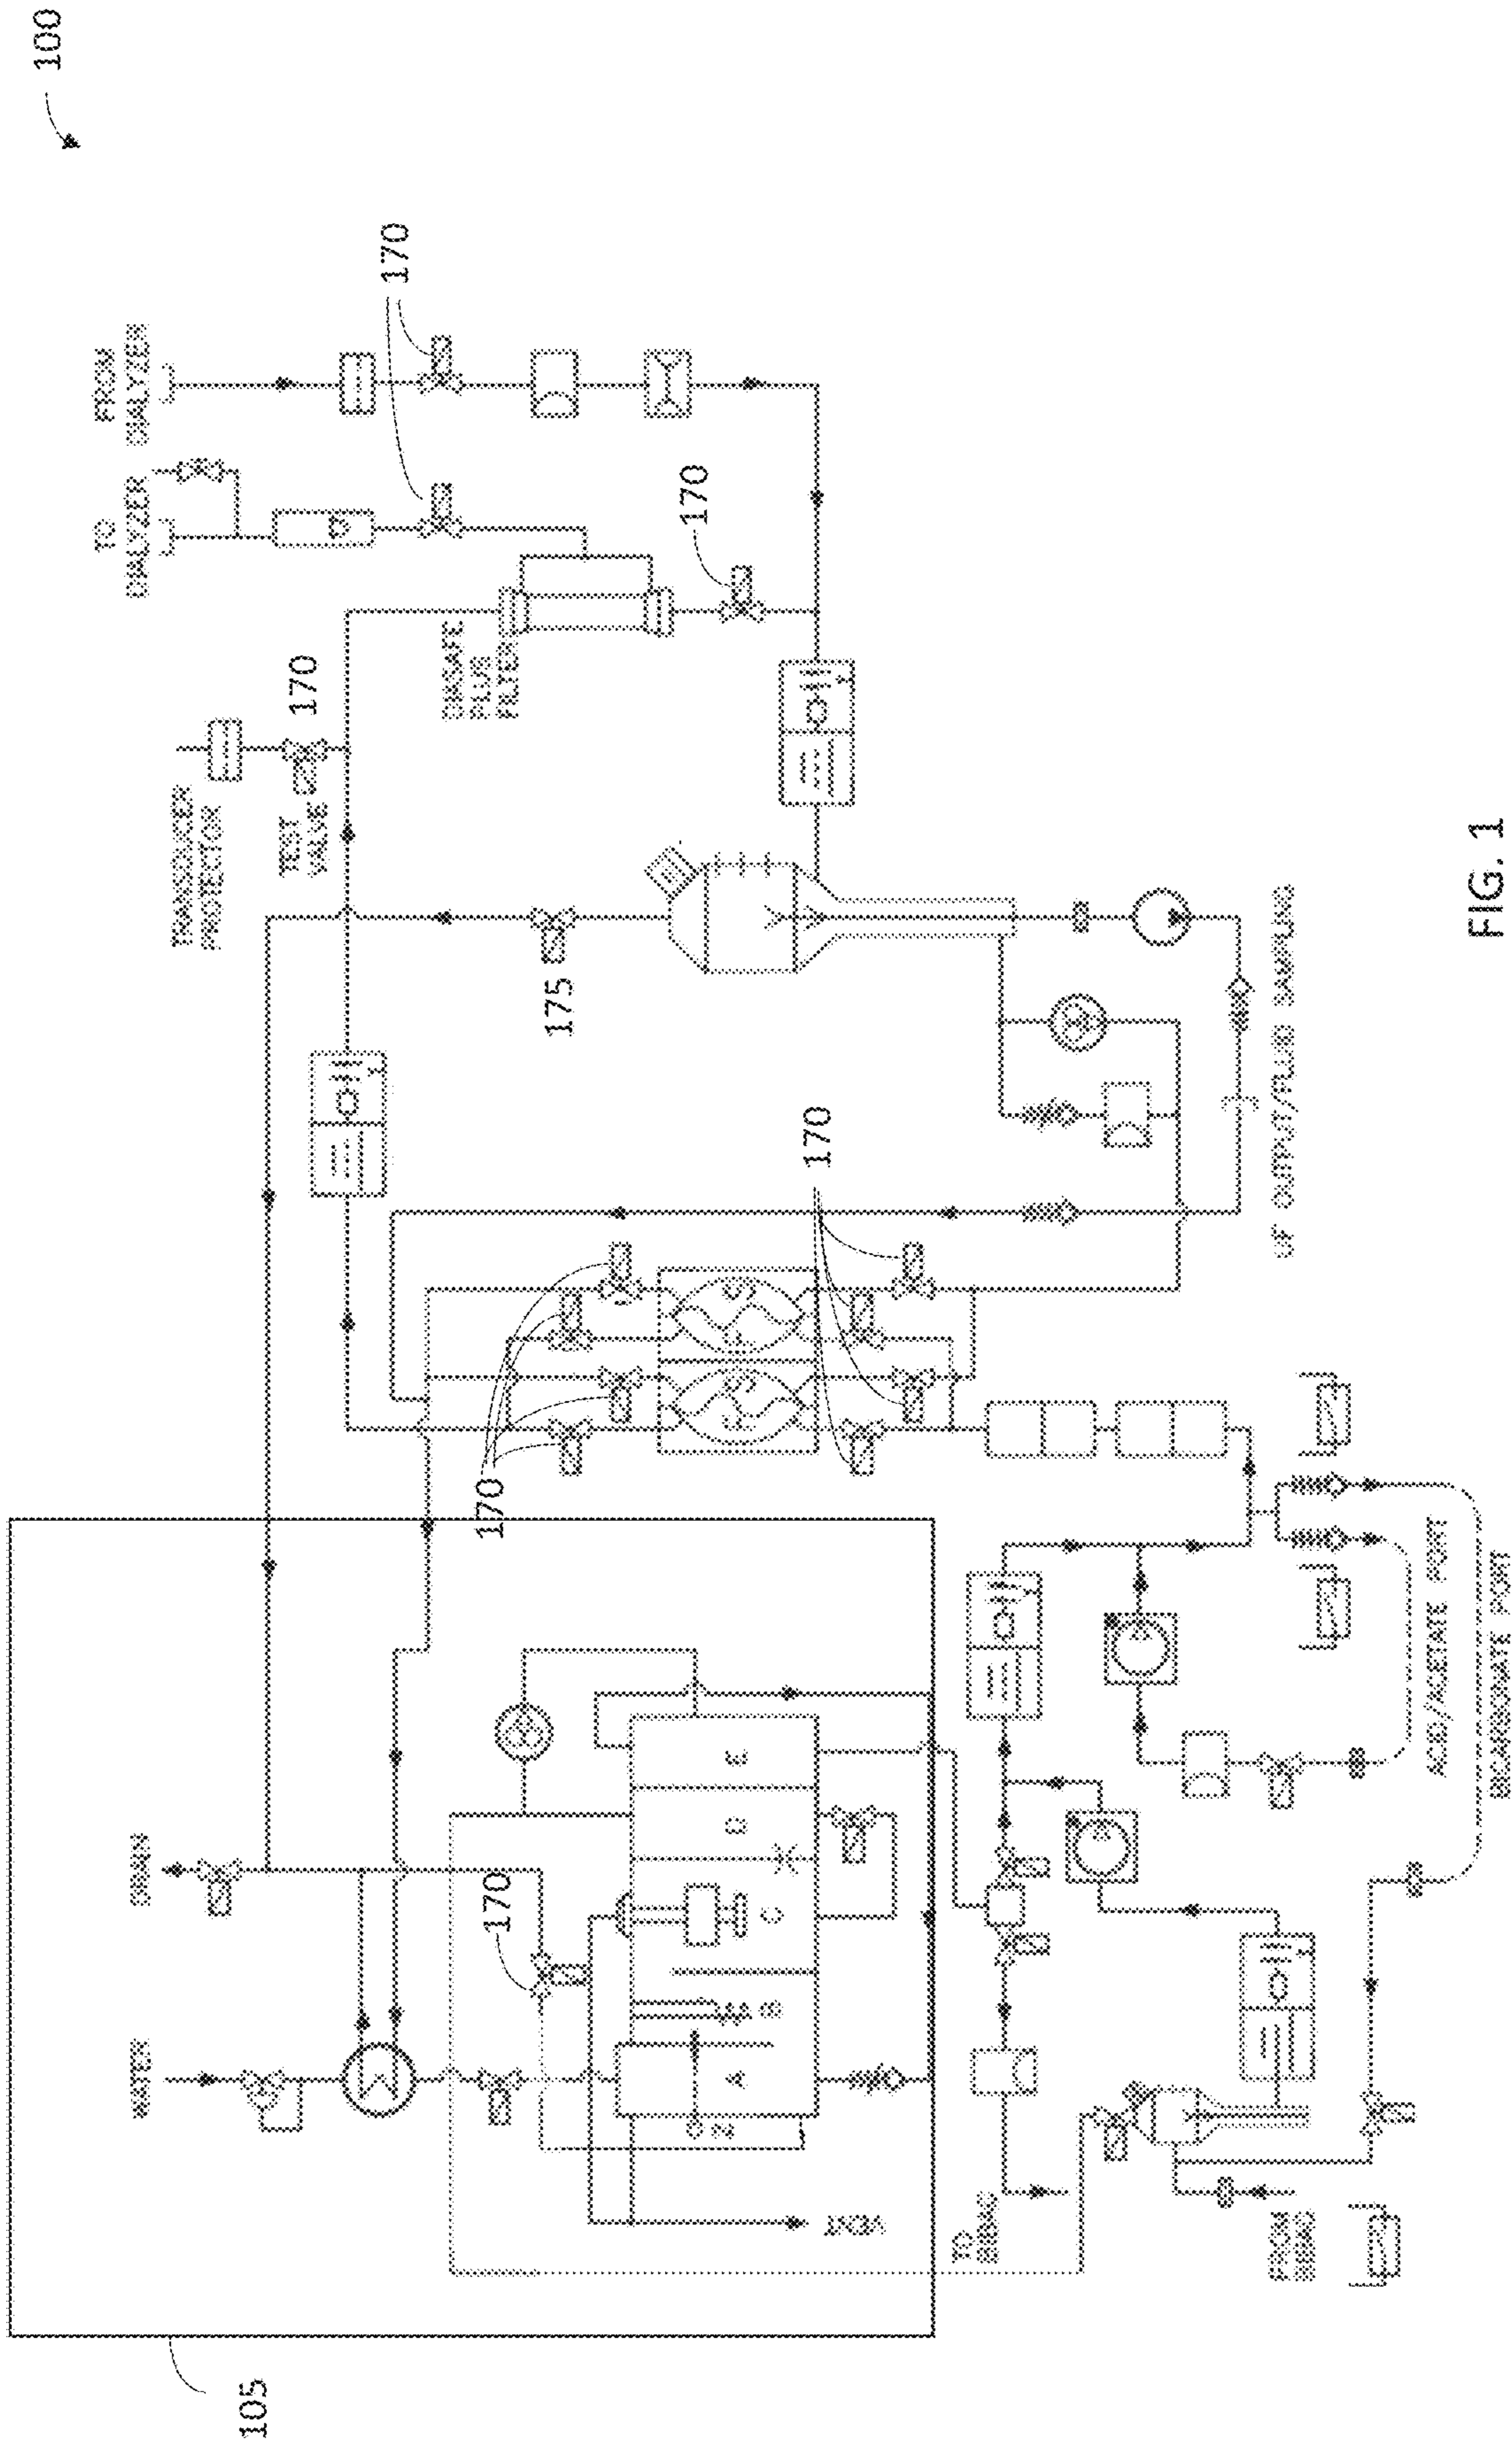 100
FROM
DIALYZER
170
TO
DIALYZER
170
TRANSDUCER
PROTECTOR
TEST
VALVE
170
DIASAFE
PLUS
FILTER
175
170
UF OUTPUT/FLUID SAMPLING
170
105
DRAIN
WATER
170
A
B
C
D
E
Z
F
S
F
S
VENT
TO
BIBAG
FROM
BIBAG
ACID/ACETATE PORT
BICARBONATE PORT
FIG. 1